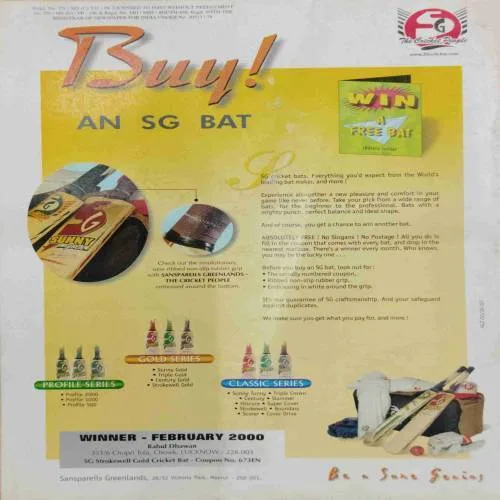 SG
The Cricket People
Buy!
AN SG BAT
WIN
A
FREE BAT
SG cricket bats. Everything you'd expect from the World's
leading bat maker, and more !
Experience altogether a new pleasure and comfort in your
game like never before. Take your pick from a wide range of
bats, for the beginner to the professional. Bats with a
mighty punch, perfect balance and ideal shape.
And of course, you get a chance to win another bat.
ABSOLUTELY FREE ! No Slogans ! No Postage ! All you do is
fill in the coupon that comes with every bat, and drop in the
nearest mailbox. There's a winner every month. Who knows,
you may be the lucky one . . .
Before you buy an SG bat, look out for :
• The serially numbered coupon.
• Ribbed non-slip rubber grip.
• Embossing in white around the grip.
It's our guarantee of SG craftsmanship. And your safeguard
against duplicates.
We make sure you get what you pay for, and more !
SUNNY
Check out the revolutionary,
new ribbed non-slip rubber grip
with SANSPAREILS GREENLANDS -
THE CRICKET PEOPLE
embossed around the bottom.
PROFILE SERIES
• Profile
• Profile
• Profile
GOLD SERIES
• Sunny Gold
• Triple Gold
• Century Gold
• Strokewell Gold
CLASSIC SERIES
• Sunny Tonny • Triple Crown
• Century • Slammer
• Hiscore • Super Cover
• Strokewell • Boundary
• Scorer • Cover Drive
WINNER - FEBRUARY 2000
Rahul Dhawan
Chowk, LUCKNOW - 226 003
SG Strokewell Gold Cricket Bat - Coupon No. 673EN
Sanspareils Greenlands, Victoria Park, Meerut - 250 001.
Be a Sure Genius